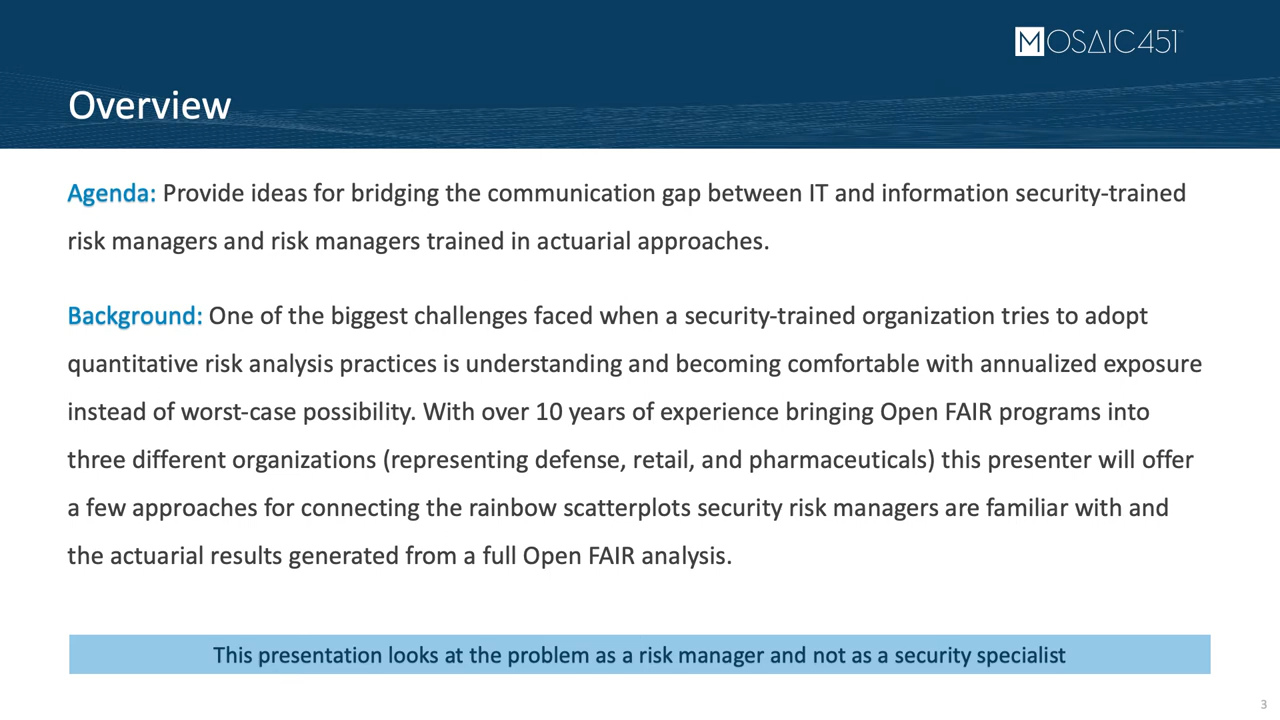 MOSAIC451
Overview
Agenda: Provide ideas for bridging the communication gap between IT and information security-trained
risk managers and risk managers trained in actuarial approaches.
Background: One of the biggest challenges faced when a security-trained organization tries to adopt
quantitative risk analysis practices is understanding and becoming comfortable with annualized exposure
instead of worst-case possibility. With over 10 years of experience bringing Open FAIR programs into
three different organizations (representing defense, retail, and pharmaceuticals) this presenter will offer
a few approaches for connecting the rainbow scatterplots security risk managers are familiar with and
the actuarial results generated from a full Open FAIR analysis.
This presentation looks at the problem as a risk manager and not as a security specialist
3